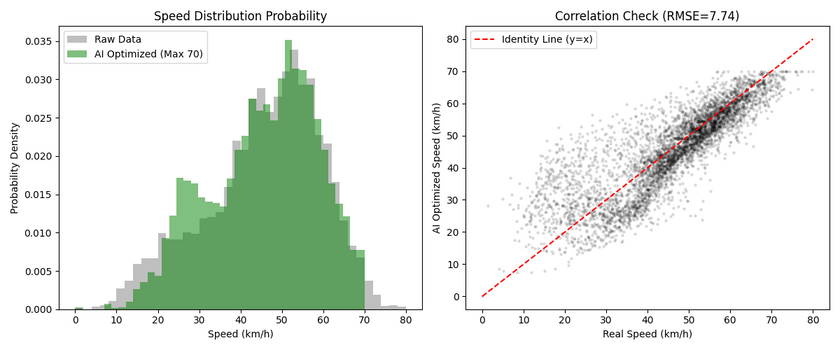 Speed Distribution Probability
Raw Data
AI Optimized (Max 70)
Probability Density
0.035
0.030
0.025
0.020
0.015
0.010
0.005
0.000
0 10 20 30 40 50 60 70 80
Speed (km/h)
Correlation Check (RMSE=7.74)
Identity Line (y=x)
AI Optimized Speed (km/h)
80
70
60
50
40
30
20
10
0
0 10 20 30 40 50 60 70 80
Real Speed (km/h)